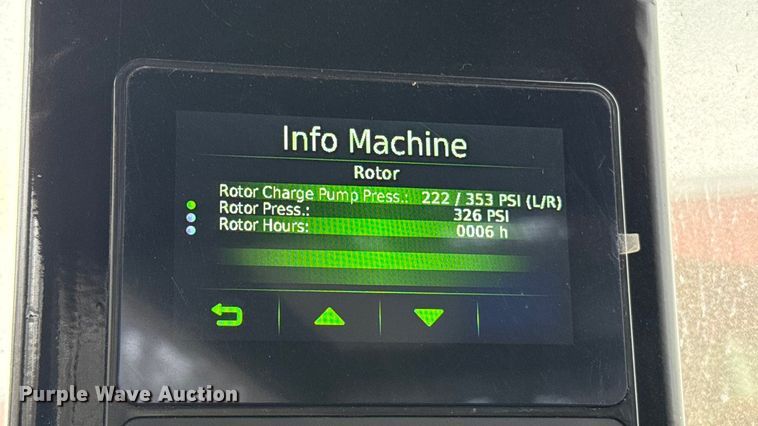 Info Machine
Rotor
Rotor Charge Pump Press.: 222 / 353 PSI (L/R)
Rotor Press.: 326 PSI
Rotor Hours: 0006 h
Purple Wave Auction